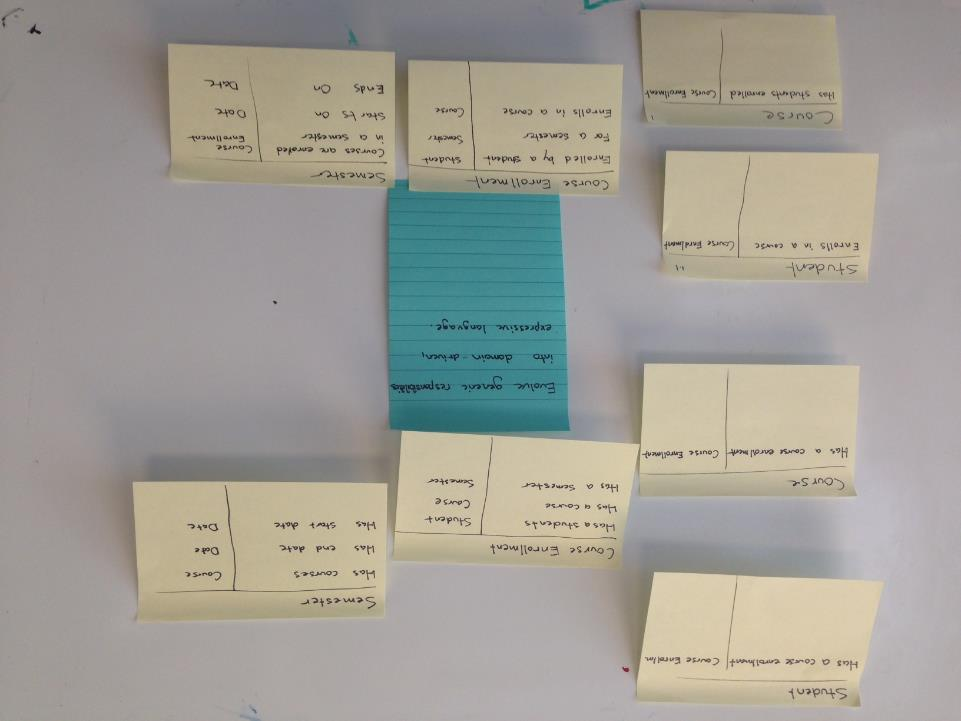 Student
Has a course enrollment Course Enrollm
Course
Has a course enrollment Course Enrollment
Course Enrollment
Has a students Student
Has a course Course
Has a Semester Semester
Semester
Has courses Course
Has end date Date
Has start date Date
Evolve generic responsibilities
into domain-driven,
expressive language.
Student
Enrolls in a course Course Enrollment
Course
Has students enrolled Course Enrollment
Course Enrollment
Enrolled by a student Student
For a semester Semester
Enrolls in a course Course
Semester
Courses are enrated Course
in a semester Enrollment
Starts On Date
Ends On Date